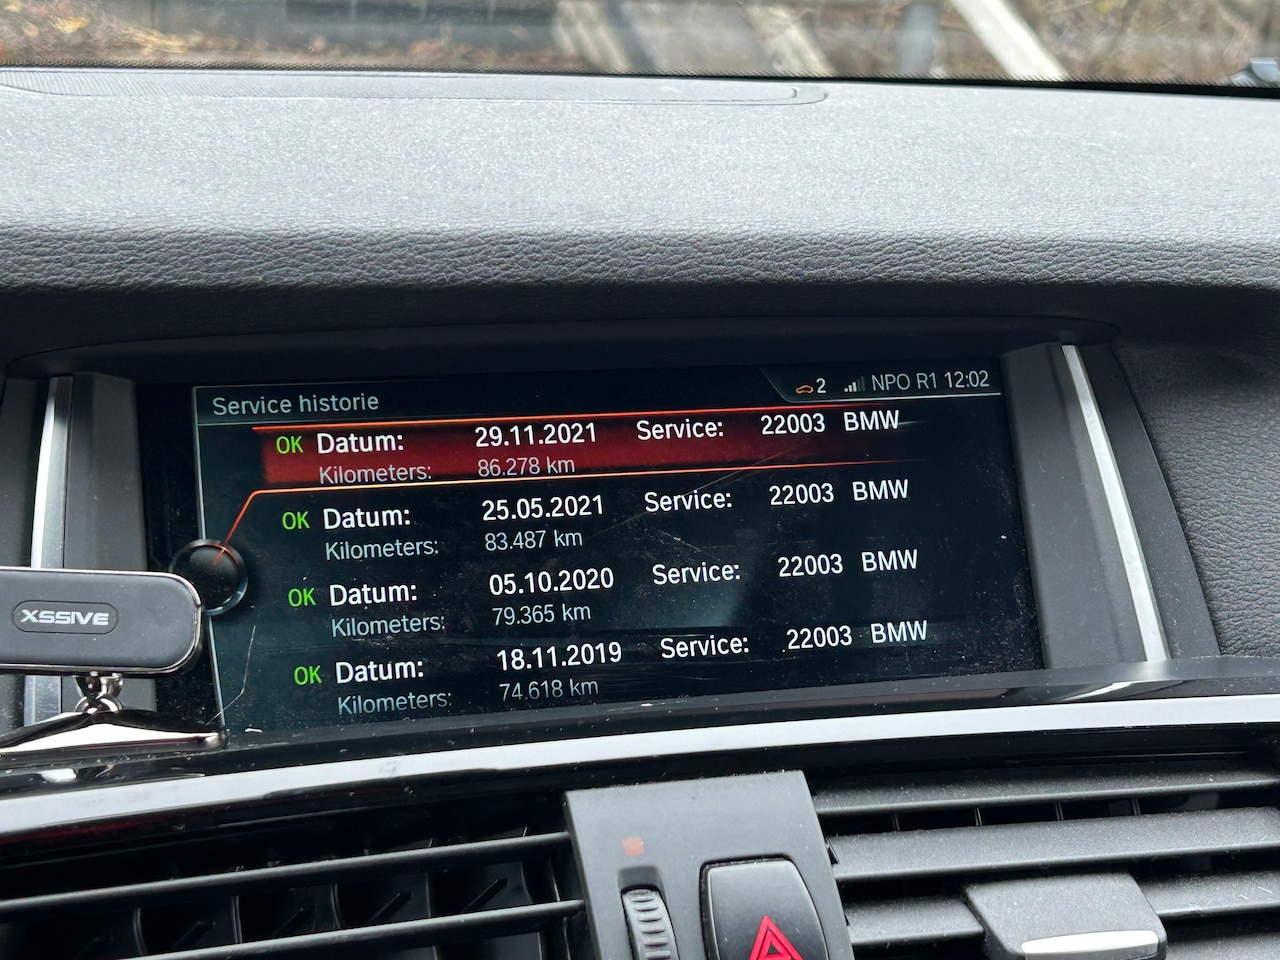 Service historie
2 NPO R1 12:02
OK Datum: 29.11.2021 Service: 22003 BMW
Kilometers: 86.278 km
OK Datum: 25.05.2021 Service: 22003 BMW
Kilometers: 83.487 km
OK Datum: 05.10.2020 Service: 22003 BMW
Kilometers: 79.365 km
OK Datum: 18.11.2019 Service: 22003 BMW
Kilometers: 74.618 km
XSSIVE